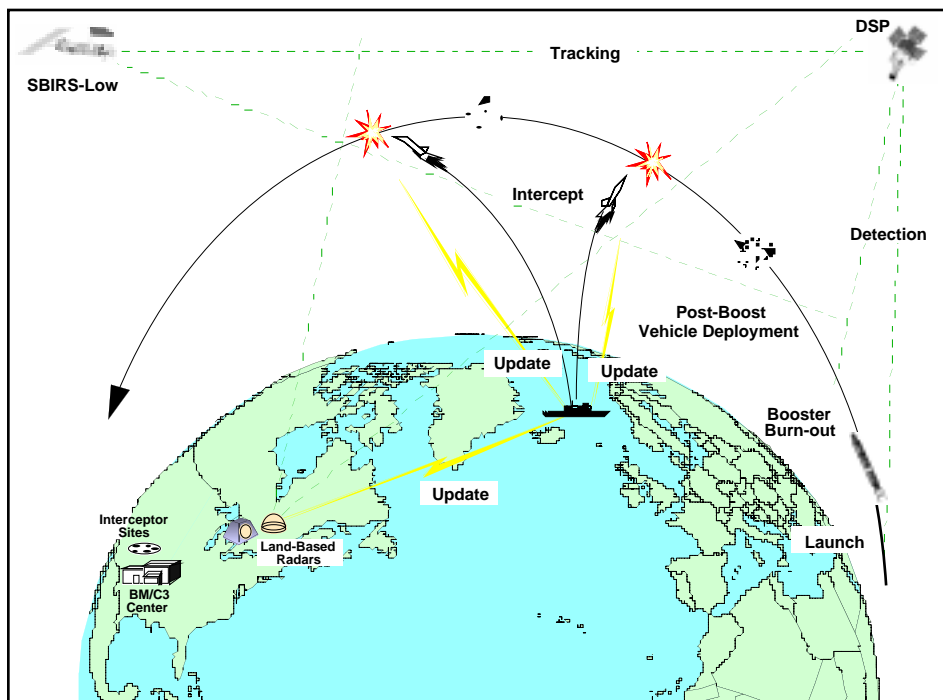 DSP
Tracking
SBIRS-Low
Intercept
Detection
Post-Boost
Vehicle Deployment
Update
Update
Booster
Burn-out
Update
Interceptor
Sites
Land-Based
Radars
Launch
BM/C3
Center